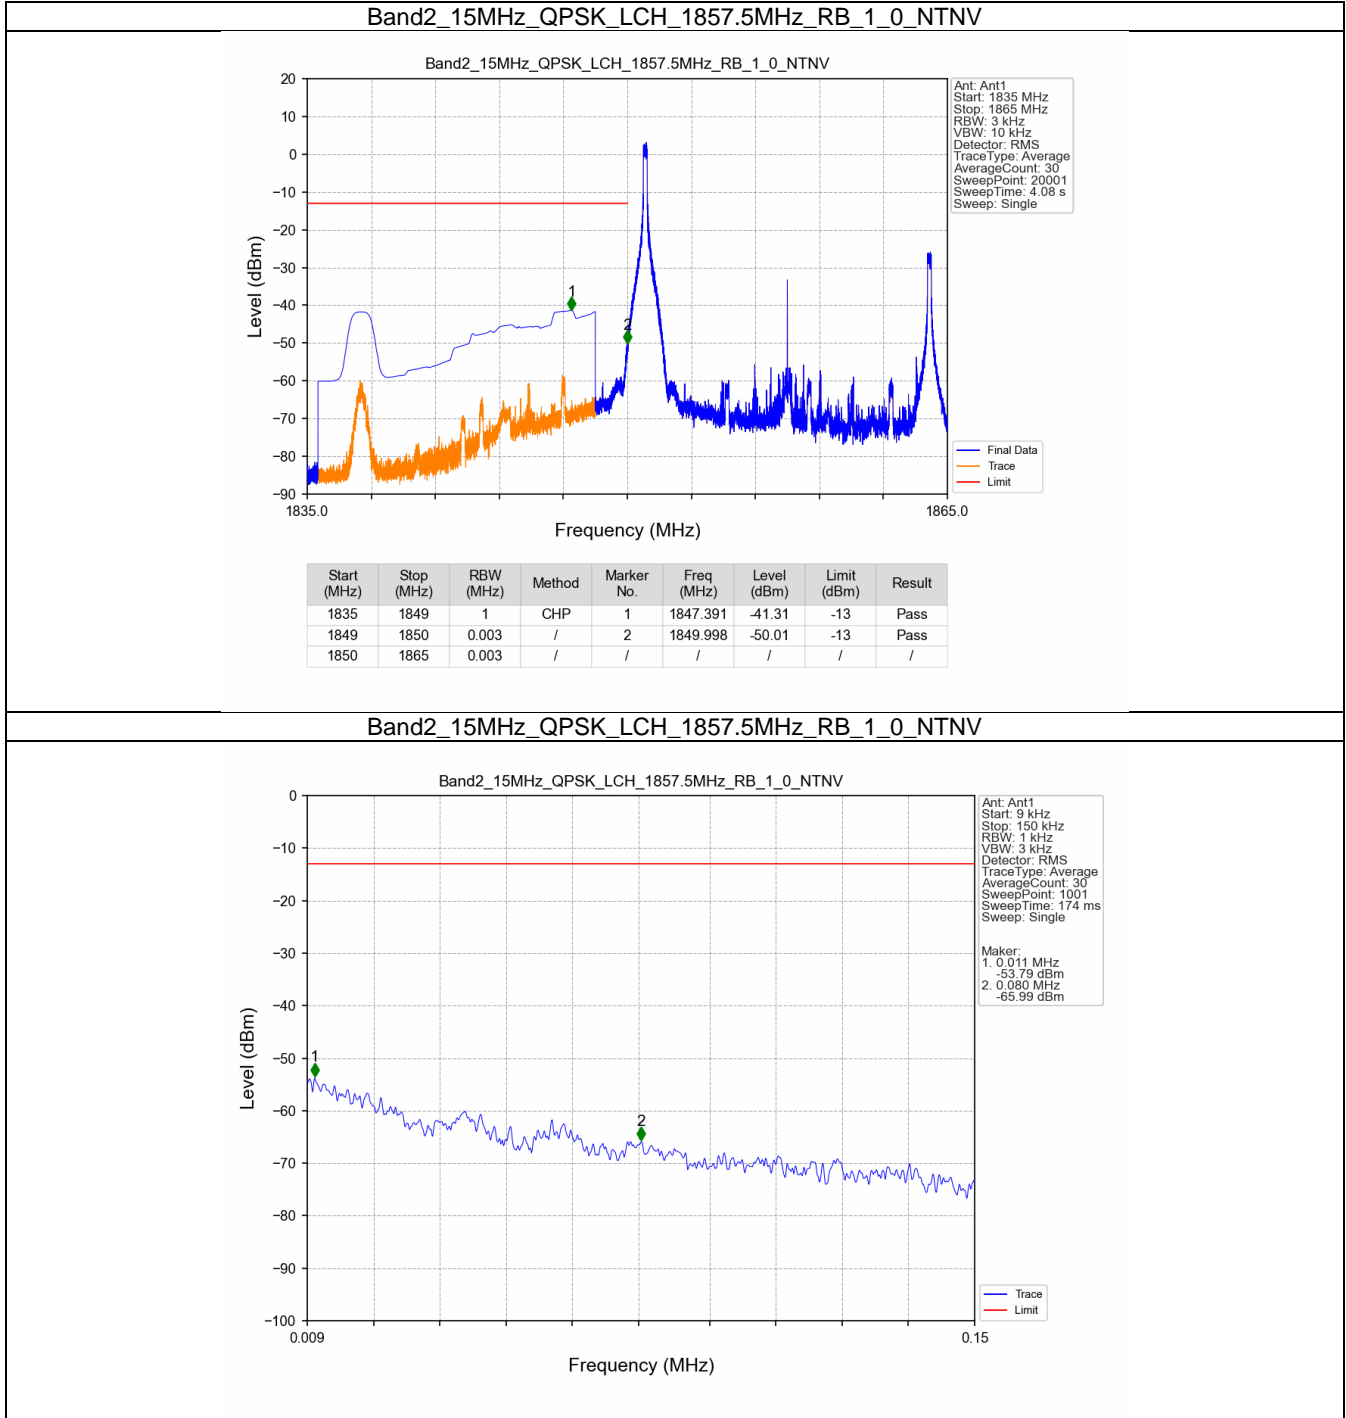 Band2_15MHz_QPSK_LCH_1857.5MHz_RB_1_0_NTNV
Band2_15MHz_QPSK_LCH_1857.5MHz_RB_1_0_NTNV
Ant: Ant1
Start: 1835 MHz
Stop: 1865 MHz
RBW: 3 kHz
VBW: 10 kHz
Detector: RMS
TraceType: Average
AverageCount: 30
SweepPoint: 20001
SweepTime: 4.08 s
Sweep: Single
20
10
0
−10
−20
−30
−40
−50
−60
−70
−80
−90
Level (dBm)
1
2
Final Data
Trace
Limit
1835.0 1865.0
Frequency (MHz)
Start (MHz) Stop (MHz) RBW (MHz) Method Marker No. Freq (MHz) Level (dBm) Limit (dBm) Result
1835 1849 1 CHP 1 1847.391 -41.31 -13 Pass
1849 1850 0.003 / 2 1849.998 -50.01 -13 Pass
1850 1865 0.003 / / / / / /
Band2_15MHz_QPSK_LCH_1857.5MHz_RB_1_0_NTNV
Band2_15MHz_QPSK_LCH_1857.5MHz_RB_1_0_NTNV
Ant: Ant1
Start: 9 kHz
Stop: 150 kHz
RBW: 1 kHz
VBW: 3 kHz
Detector: RMS
TraceType: Average
AverageCount: 30
SweepPoint: 1001
SweepTime: 174 ms
Sweep: Single
Maker:
1. 0.011 MHz
-53.79 dBm
2. 0.080 MHz
-65.99 dBm
0
−10
−20
−30
−40
−50
−60
−70
−80
−90
−100
Level (dBm)
1
2
Trace
Limit
0.009 0.15
Frequency (MHz)